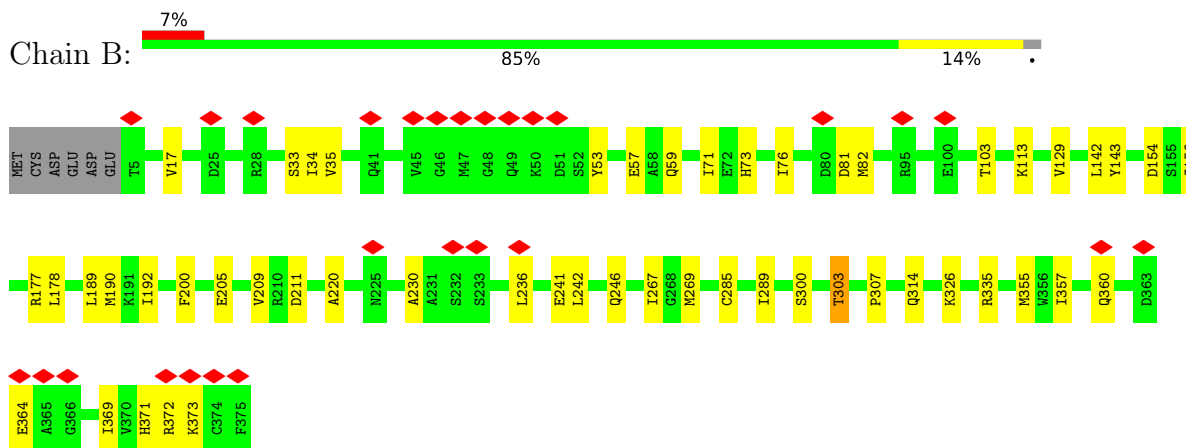 7%
Chain B:
85% 14% •
MET CYS ASP GLU ASP GLU T5 V17 D25 R28 S33 I34 V35 Q41 V45 G46 M47 G48 Q49 K50 D51 S52 Y53 E57 A58 Q59 I71 E72 H73 I76 D80 D81 M82 R95 E100 T103 K113 V129 L142 Y143 D154 S155
R177 L178 L189 M190 K191 I192 F200 E205 V209 R210 D211 A220 N225 A230 A231 S232 S233 L236 E241 L242 Q246 I267 G268 M269 C285 I289 S300 T303 P307 Q314 K326 R335 M355 W356 I357 Q360 D363
E364 A365 G366 I369 V370 H371 R372 K373 C374 F375